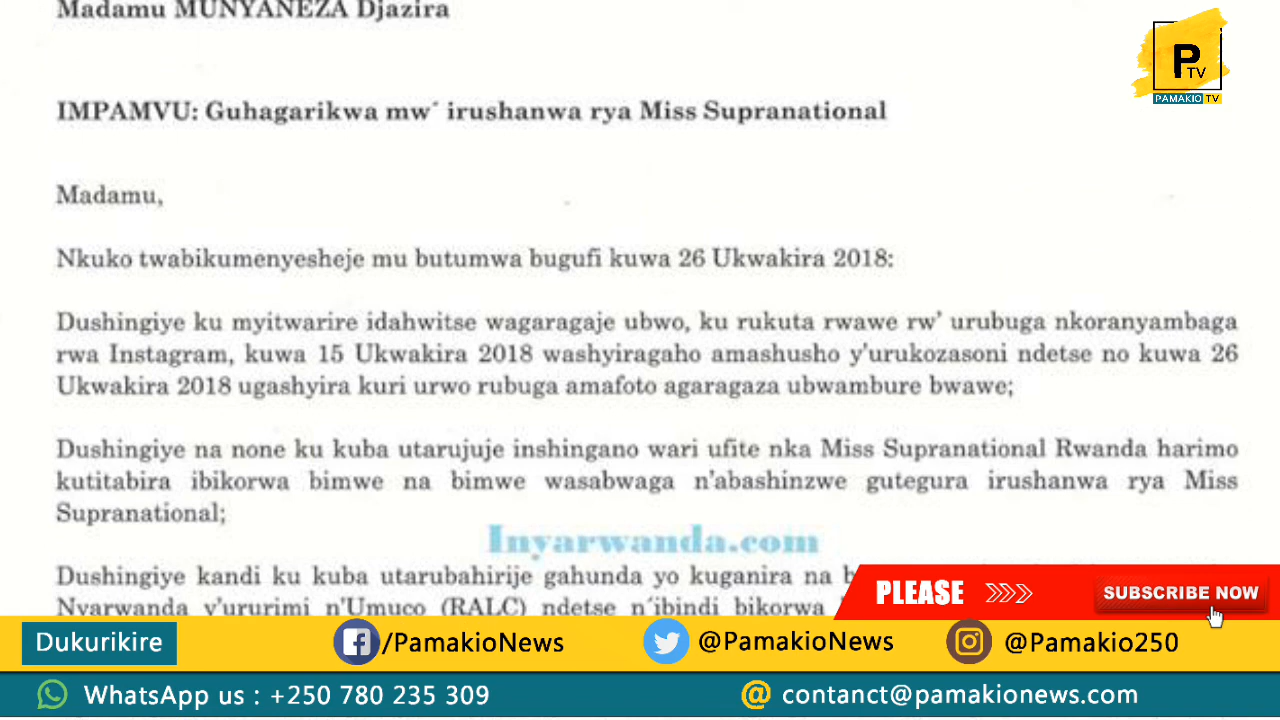 Madamu MUNYANEZA Djazira
P
TV
PAMAKIO TV
IMPAMVU: Guhagarikwa mw´ irushanwa rya Miss Supranational
Madamu,
Nkuko twabikumenyesheje mu butumwa bugufi kuwa 26 Ukwakira 2018:
Dushingiye ku myitwarire idahwitse wagaragaje ubwo, ku rukuta rwawe rw’ urubuga nkoranyambaga
rwa Instagram, kuwa 15 Ukwakira 2018 washyiragaho amashusho y’urukozasoni ndetse no kuwa 26
Ukwakira 2018 ugashyira kuri urwo rubuga amafoto agaragaza ubwambure bwawe;
Dushingiye na none ku kuba utarujuje inshingano wari ufite nka Miss Supranational Rwanda harimo
kutitabira ibikorwa bimwe na bimwe wasabwaga n’abashinzwe gutegura irushanwa rya Miss
Supranational;
Inyarwanda.com
Dushingiye kandi ku kuba utarubahirije gahunda yo kuganira na
Nyarwanda y’ururimi n’Umuco (RALC) ndetse n´ibindi bikorwa
PLEASE
SUBSCRIBE NOW
Dukurikire
/PamakioNews
@PamakioNews
@Pamakio250
WhatsApp us : +250 780 235 309
@ contanct@pamakionews.com